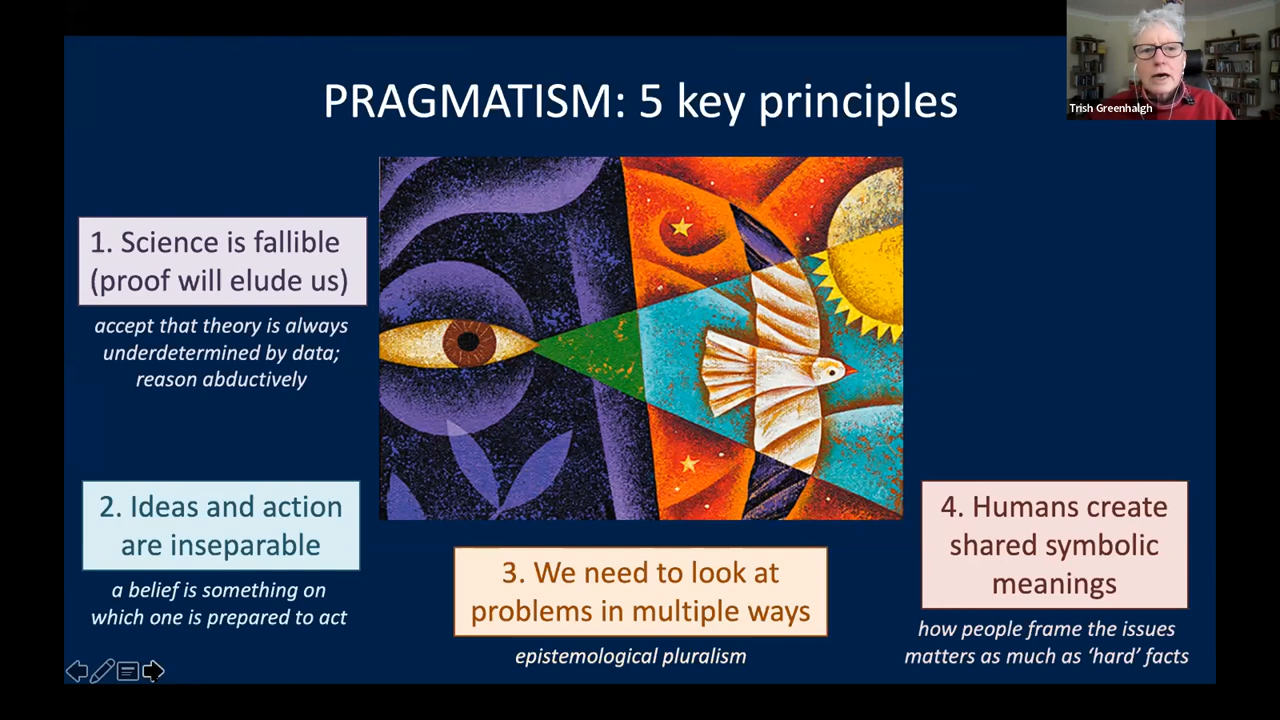 PRAGMATISM: 5 key principles
Trish Greenhalgh
1. Science is fallible
(proof will elude us)
accept that theory is always
underdetermined by data;
reason abductively
2. Ideas and action
are inseparable
a belief is something on
which one is prepared to act
3. We need to look at
problems in multiple ways
epistemological pluralism
4. Humans create
shared symbolic
meanings
how people frame the issues
matters as much as ‘hard’ facts